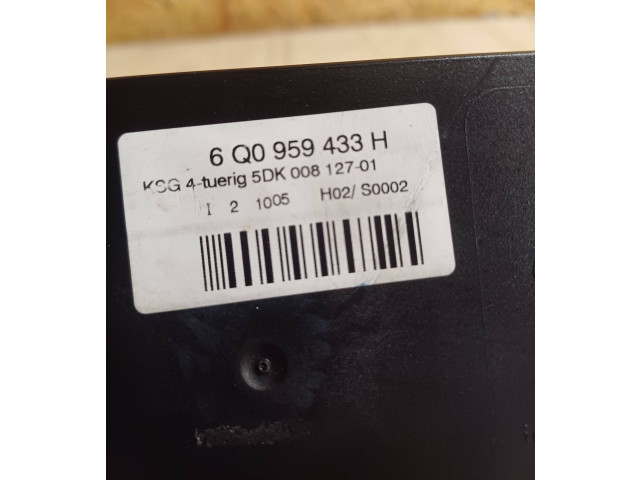 6 Q0 959 433 H
KSG 4-tuerig 5DK 008 127-01
I 2 1005 H02/ S0002